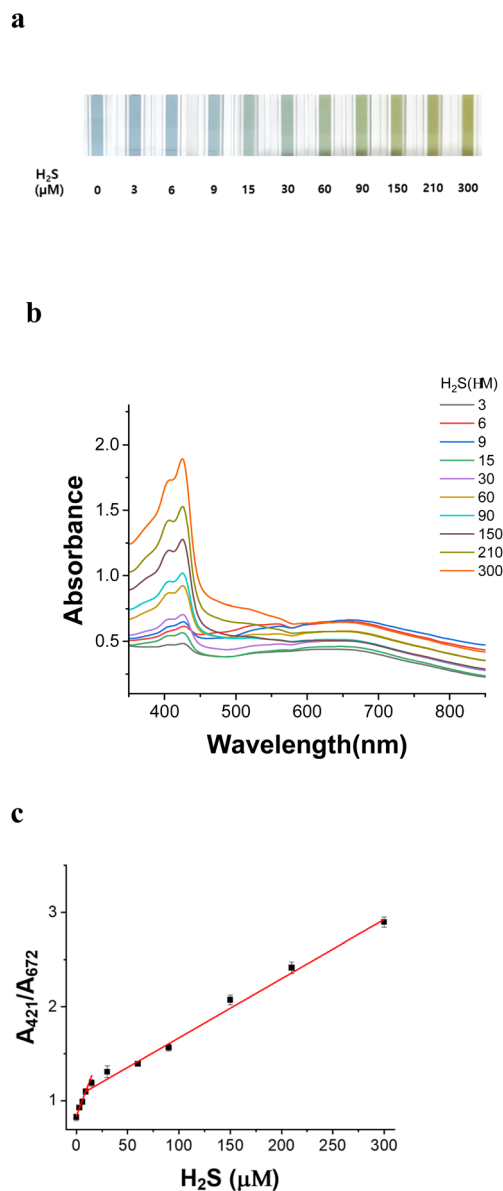 a
H₂S
(μM) 0 3 6 9 15 30 60 90 150 210 300
b
H₂S(HM)
3
6
9
15
30
60
90
150
210
300
2.0
1.5
1.0
0.5
Absorbance
400 500 600 700 800
Wavelength(nm)
c
3
2
1
A₄₂₁/A₆₇₂
0 50 100 150 200 250 300
H₂S (μM)